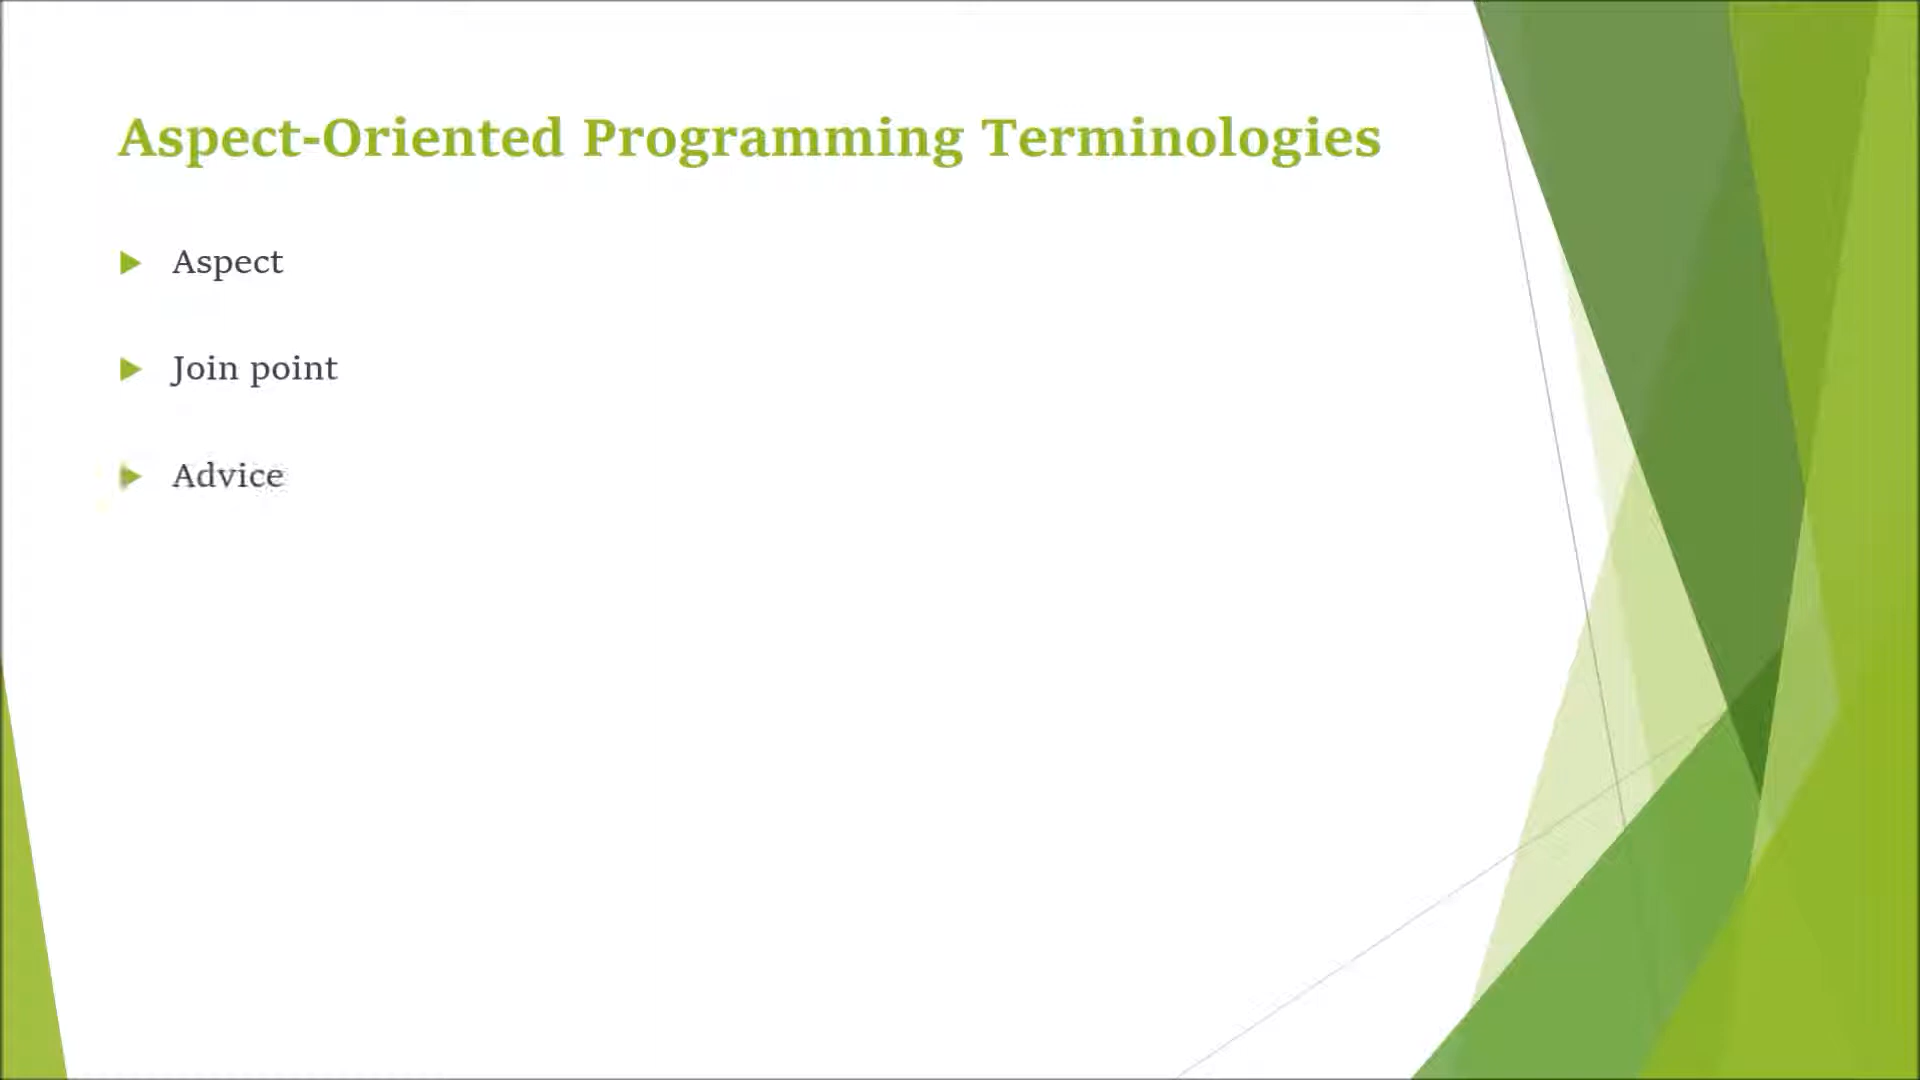 Aspect-Oriented Programming Terminologies
Aspect
Join point
Advice